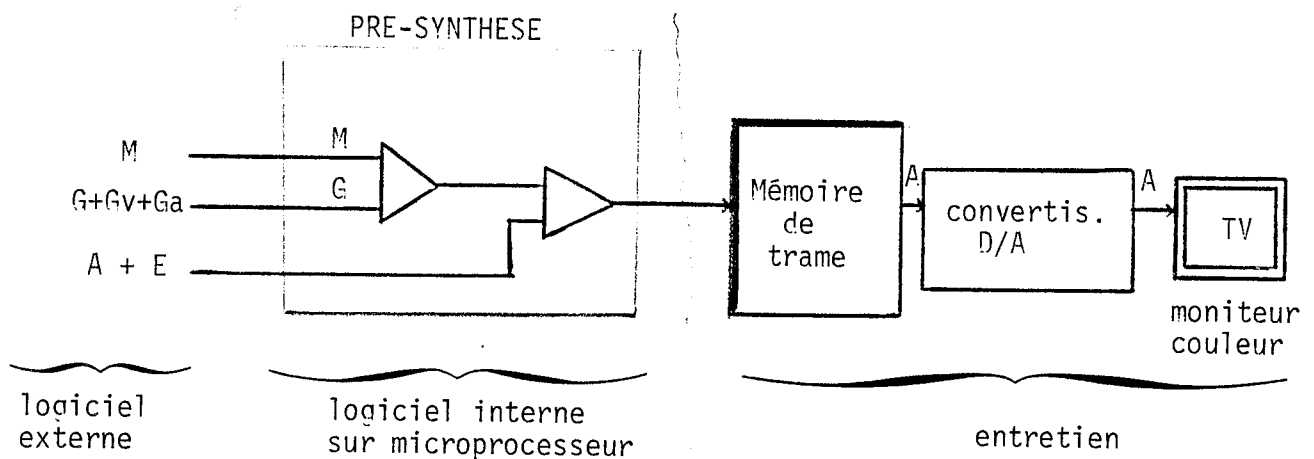 PRE-SYNTHESE
M
M
G+Gv+Ga
G
A + E
Mémoire
de
trame
A
convertis.
D/A
A
TV
moniteur
couleur
logiciel
externe
logiciel interne
sur microprocesseur
entretien